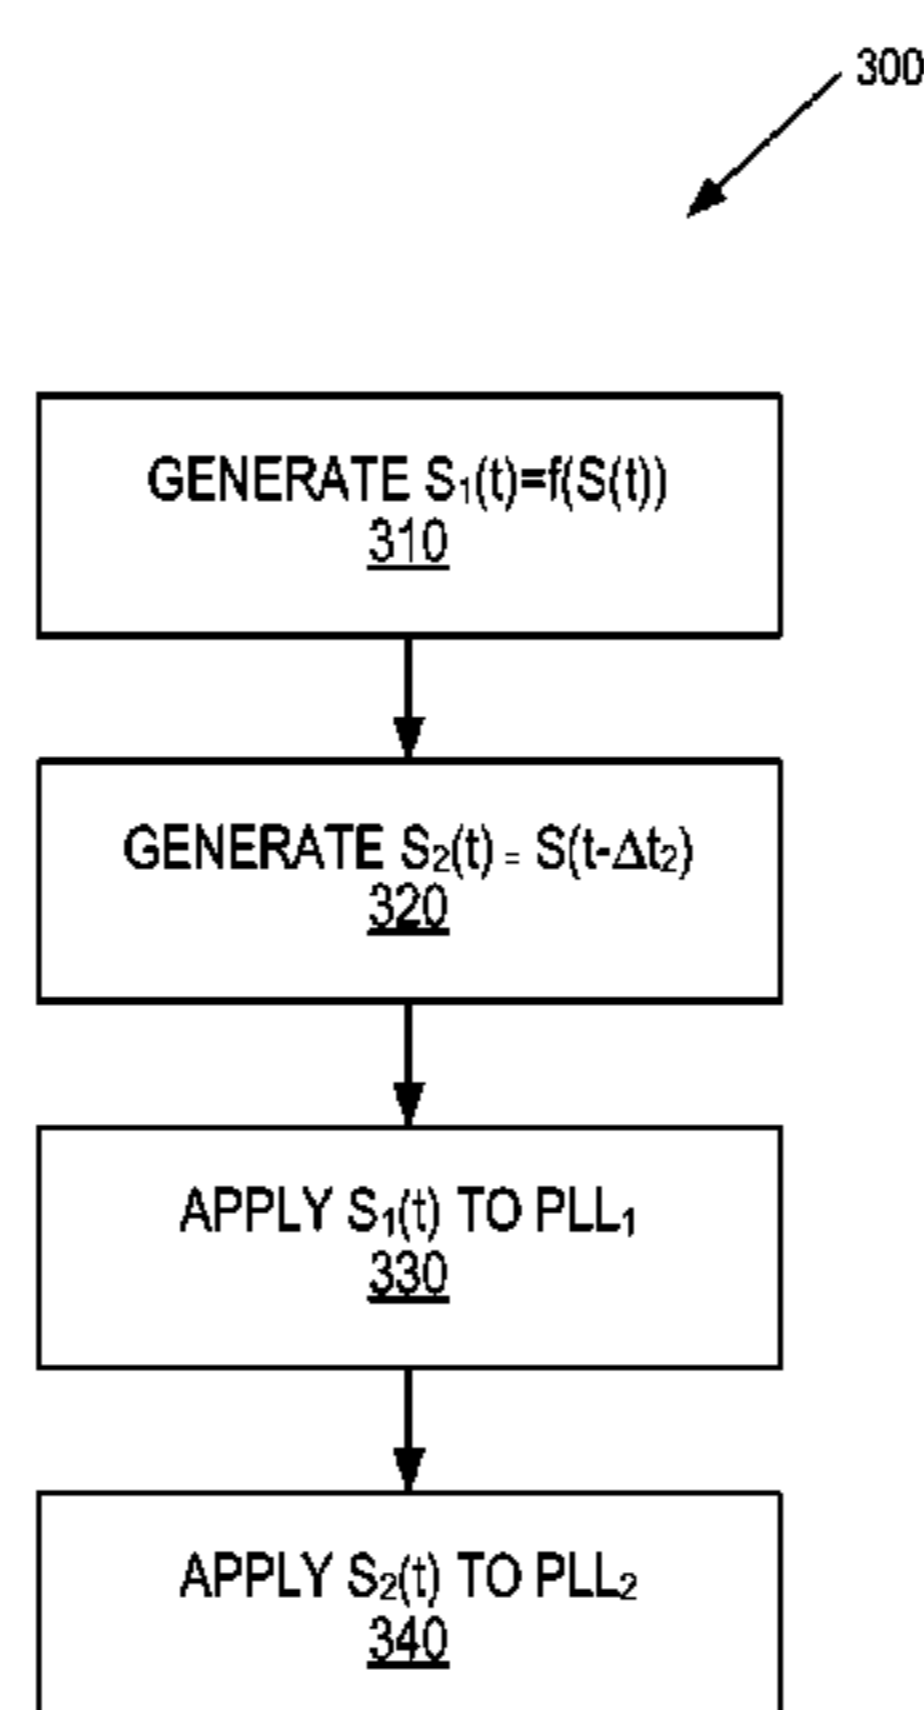 300
GENERATE S₁(t)=f(S(t))
310
GENERATE S₂(t) = S(t-Δt₂)
320
APPLY S₁(t) TO PLL₁
330
APPLY S₂(t) TO PLL₂
340